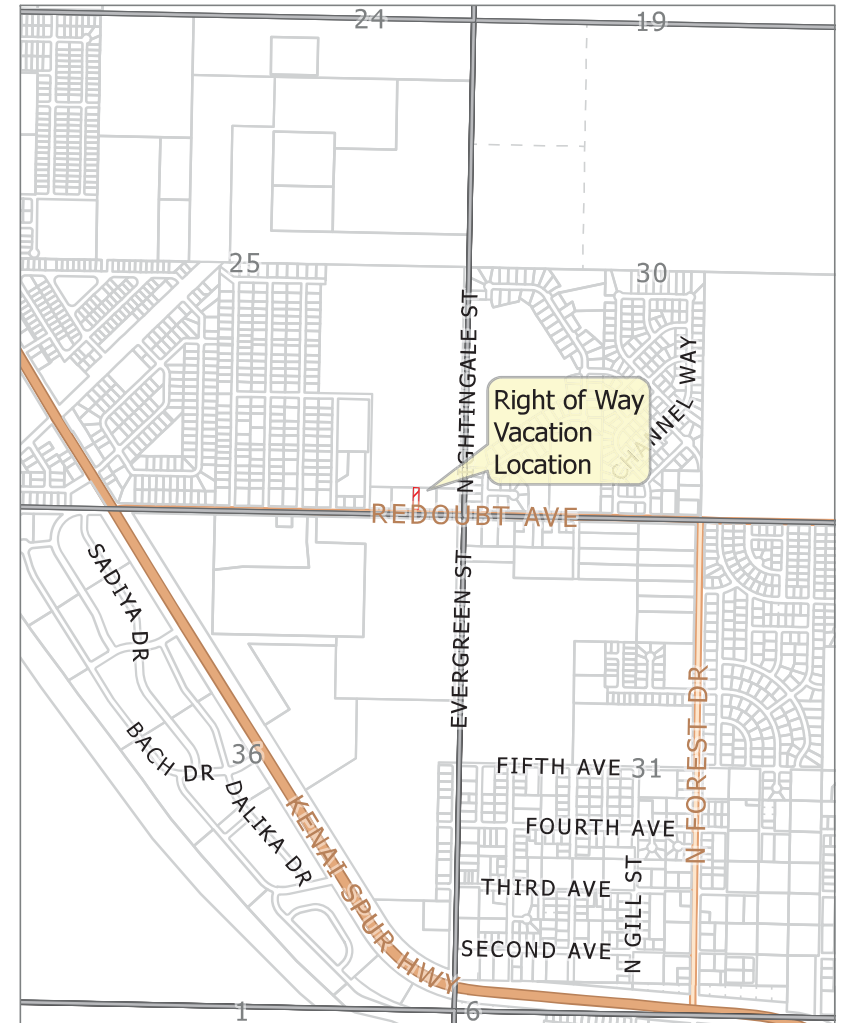 24
19
25
30
N GHTINGALE ST
CHANNEL WAY
Right of Way
Vacation
Location
REDOUBT AVE
SADIYA DR
EVERGREEN ST
N FOREST DR
BACH DR
36
FIFTH AVE
31
DALIKA DR
KENAI SPUR HWY
FOURTH AVE
THIRD AVE
N GILL ST
SECOND AVE
1
6